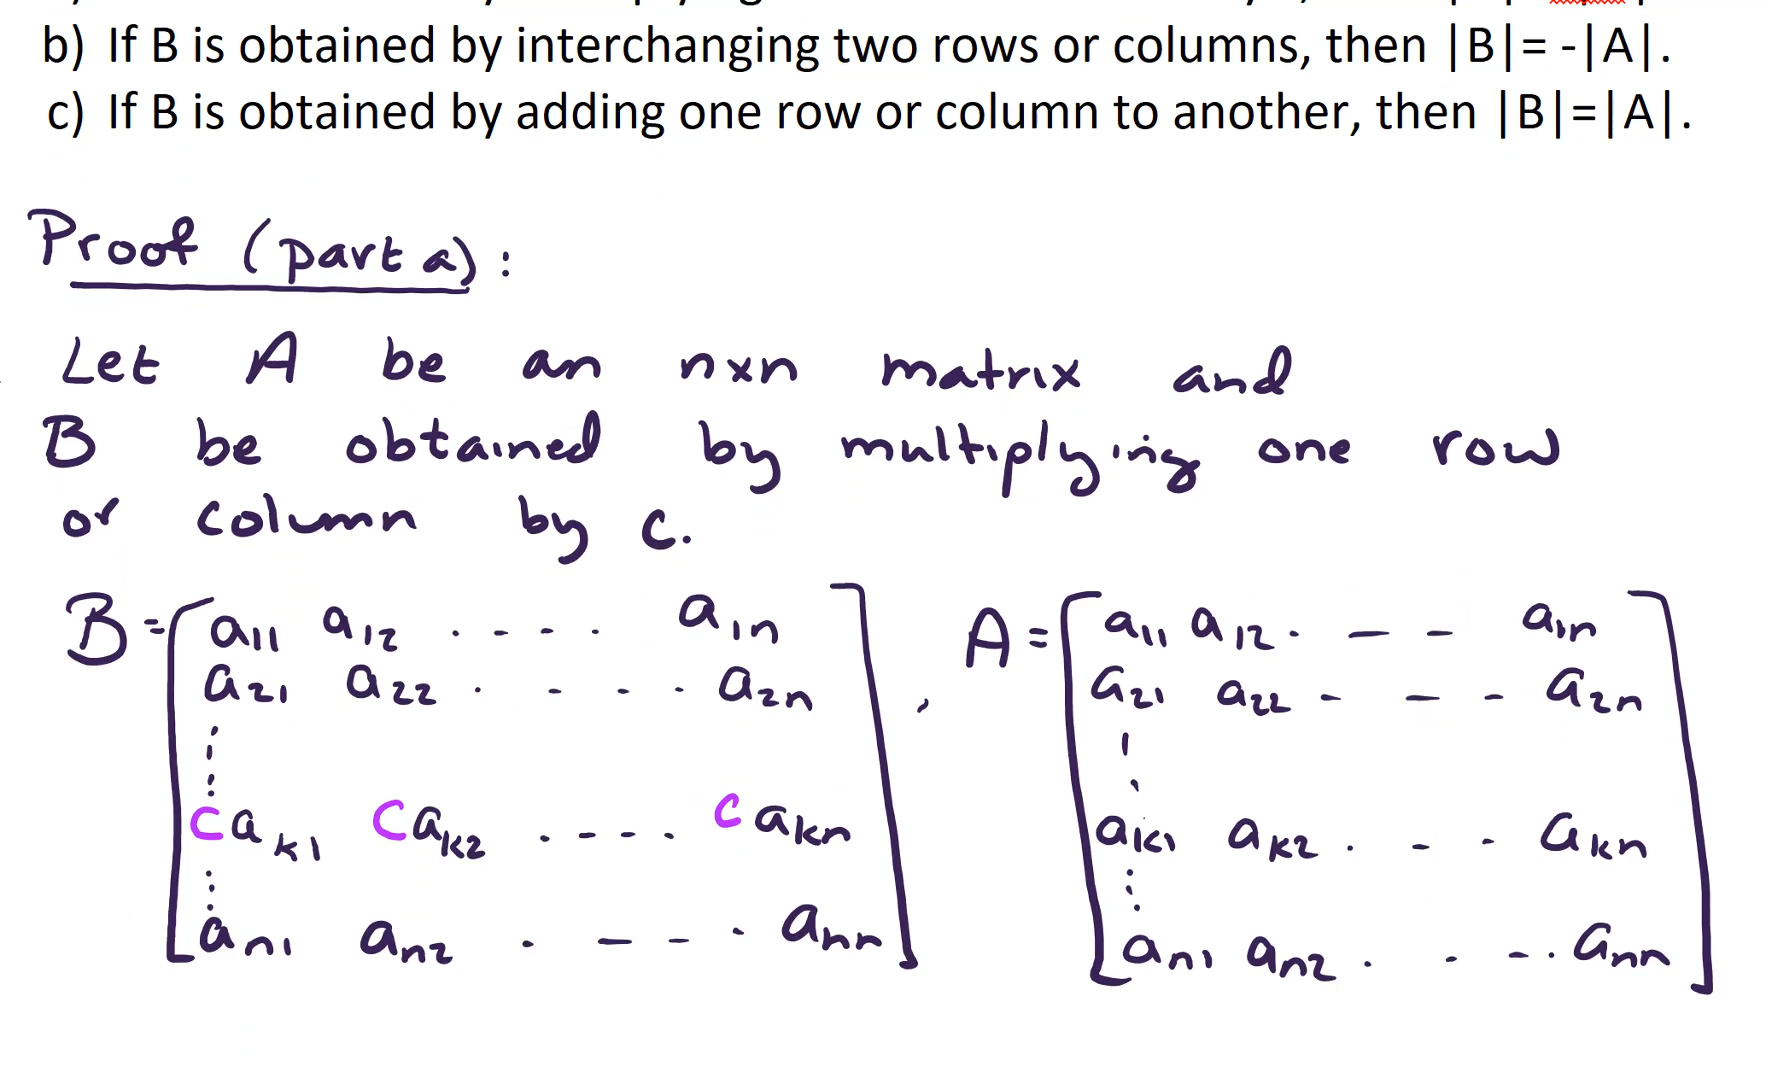 b) If B is obtained by interchanging two rows or columns, then |B|= -|A|.
c) If B is obtained by adding one row or column to another, then |B|=|A|.
Proof (part a):
Let A be an nxn matrix and
B be obtained by multiplying one row
or column by c.
B=[a11 a12 . - - . a1n ] , A=[a11 a12. - - a1n ]
a21 a22 . - - . a2n a21 a22 - - - a2n
⋮ ⋮
cak1 cak2 . - - - . cakn ak1 ak2 . - - akn
⋮ ⋮
an1 an2 . - - . ann an1 an2 . . - . ann